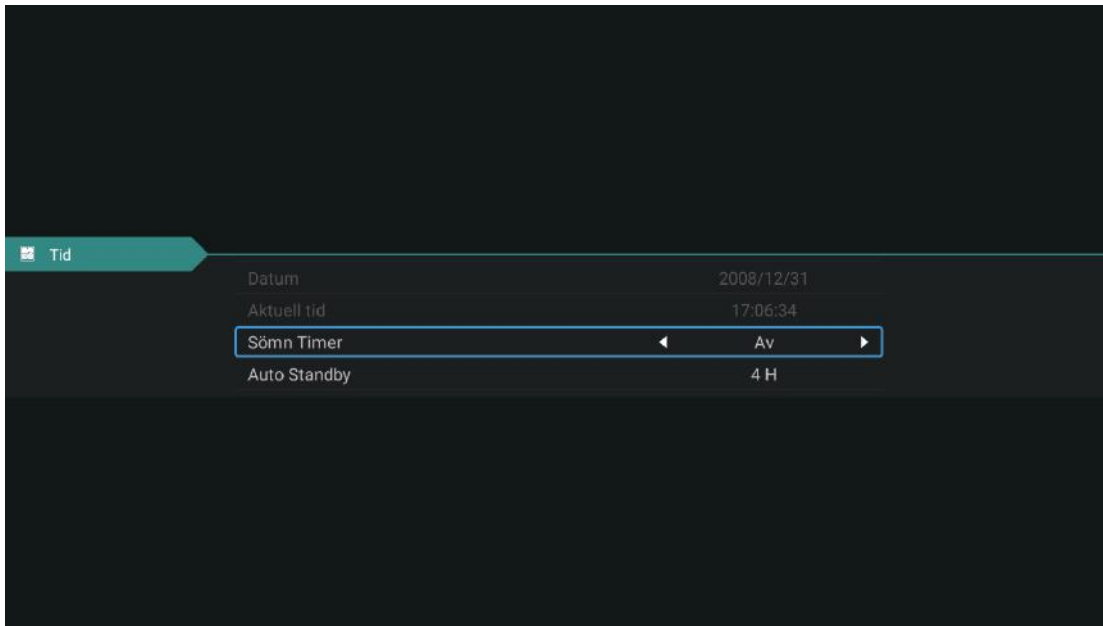 Tid
Datum 2008/12/31
Aktuell tid 17:06:34
Sömn Timer Av
Auto Standby 4 H